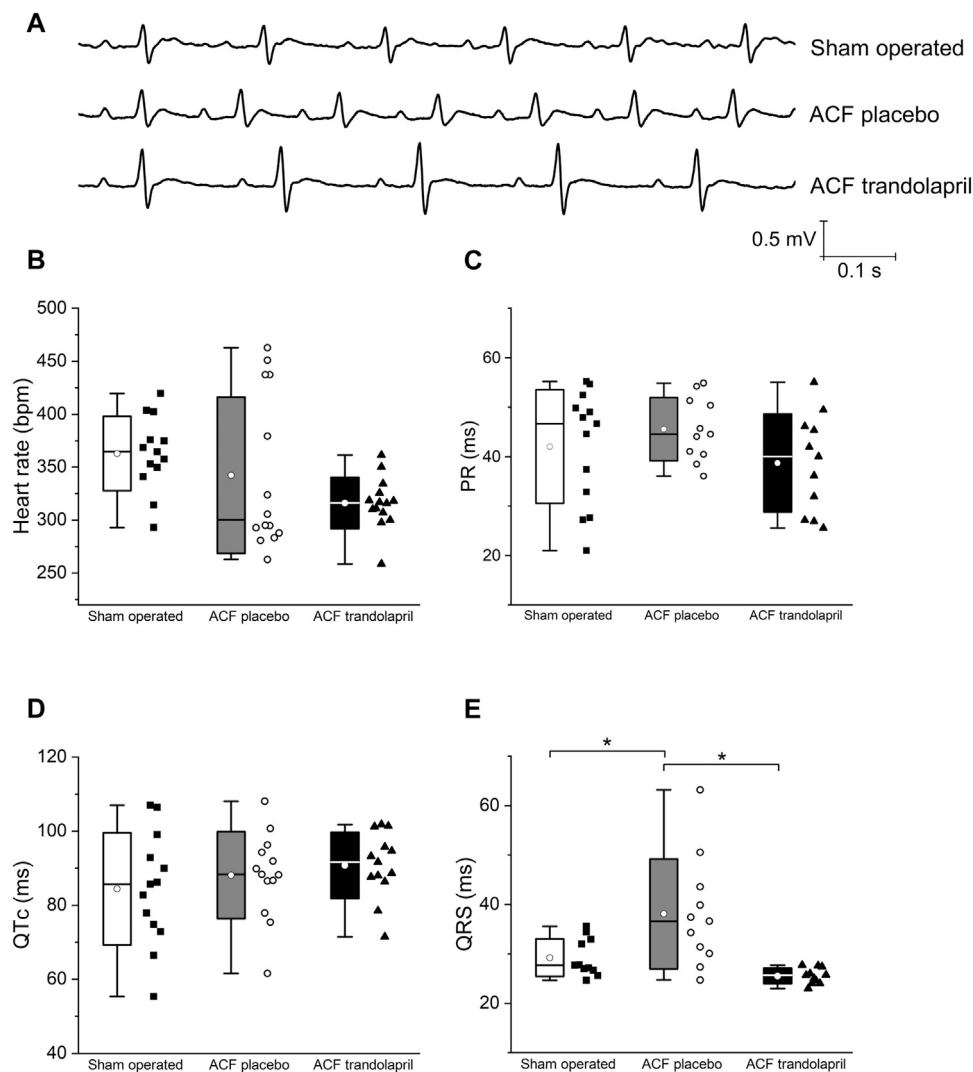 A
Sham operated
ACF placebo
ACF trandolapril
0.5 mV
0.1 s
B
Heart rate (bpm)
500
450
400
350
300
250
Sham operated ACF placebo ACF trandolapril
C
PR (ms)
60
40
20
Sham operated ACF placebo ACF trandolapril
D
QTc (ms)
120
100
80
60
40
Sham operated ACF placebo ACF trandolapril
E
* *
QRS (ms)
60
40
20
Sham operated ACF placebo ACF trandolapril